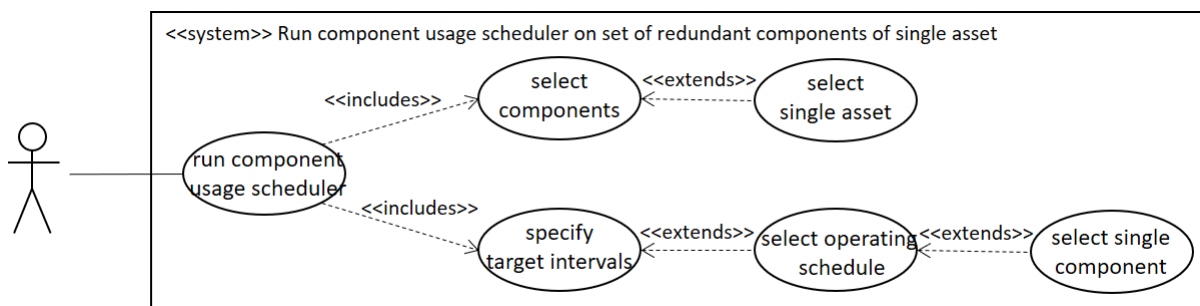 <<system>> Run component usage scheduler on set of redundant components of single asset
select
components
<<extends>>
select
single asset
<<includes>>
run component
usage scheduler
<<includes>>
specify
target intervals
<<extends>>
select operating
schedule
<<extends>>
select single
component